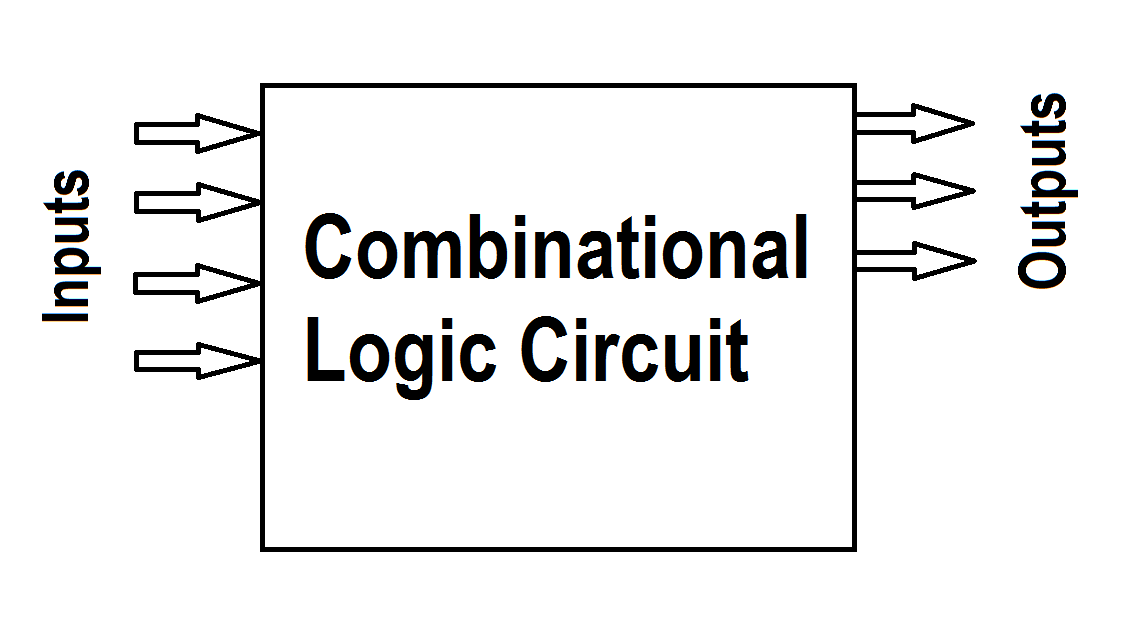 Inputs
Combinational
Logic Circuit
Outputs